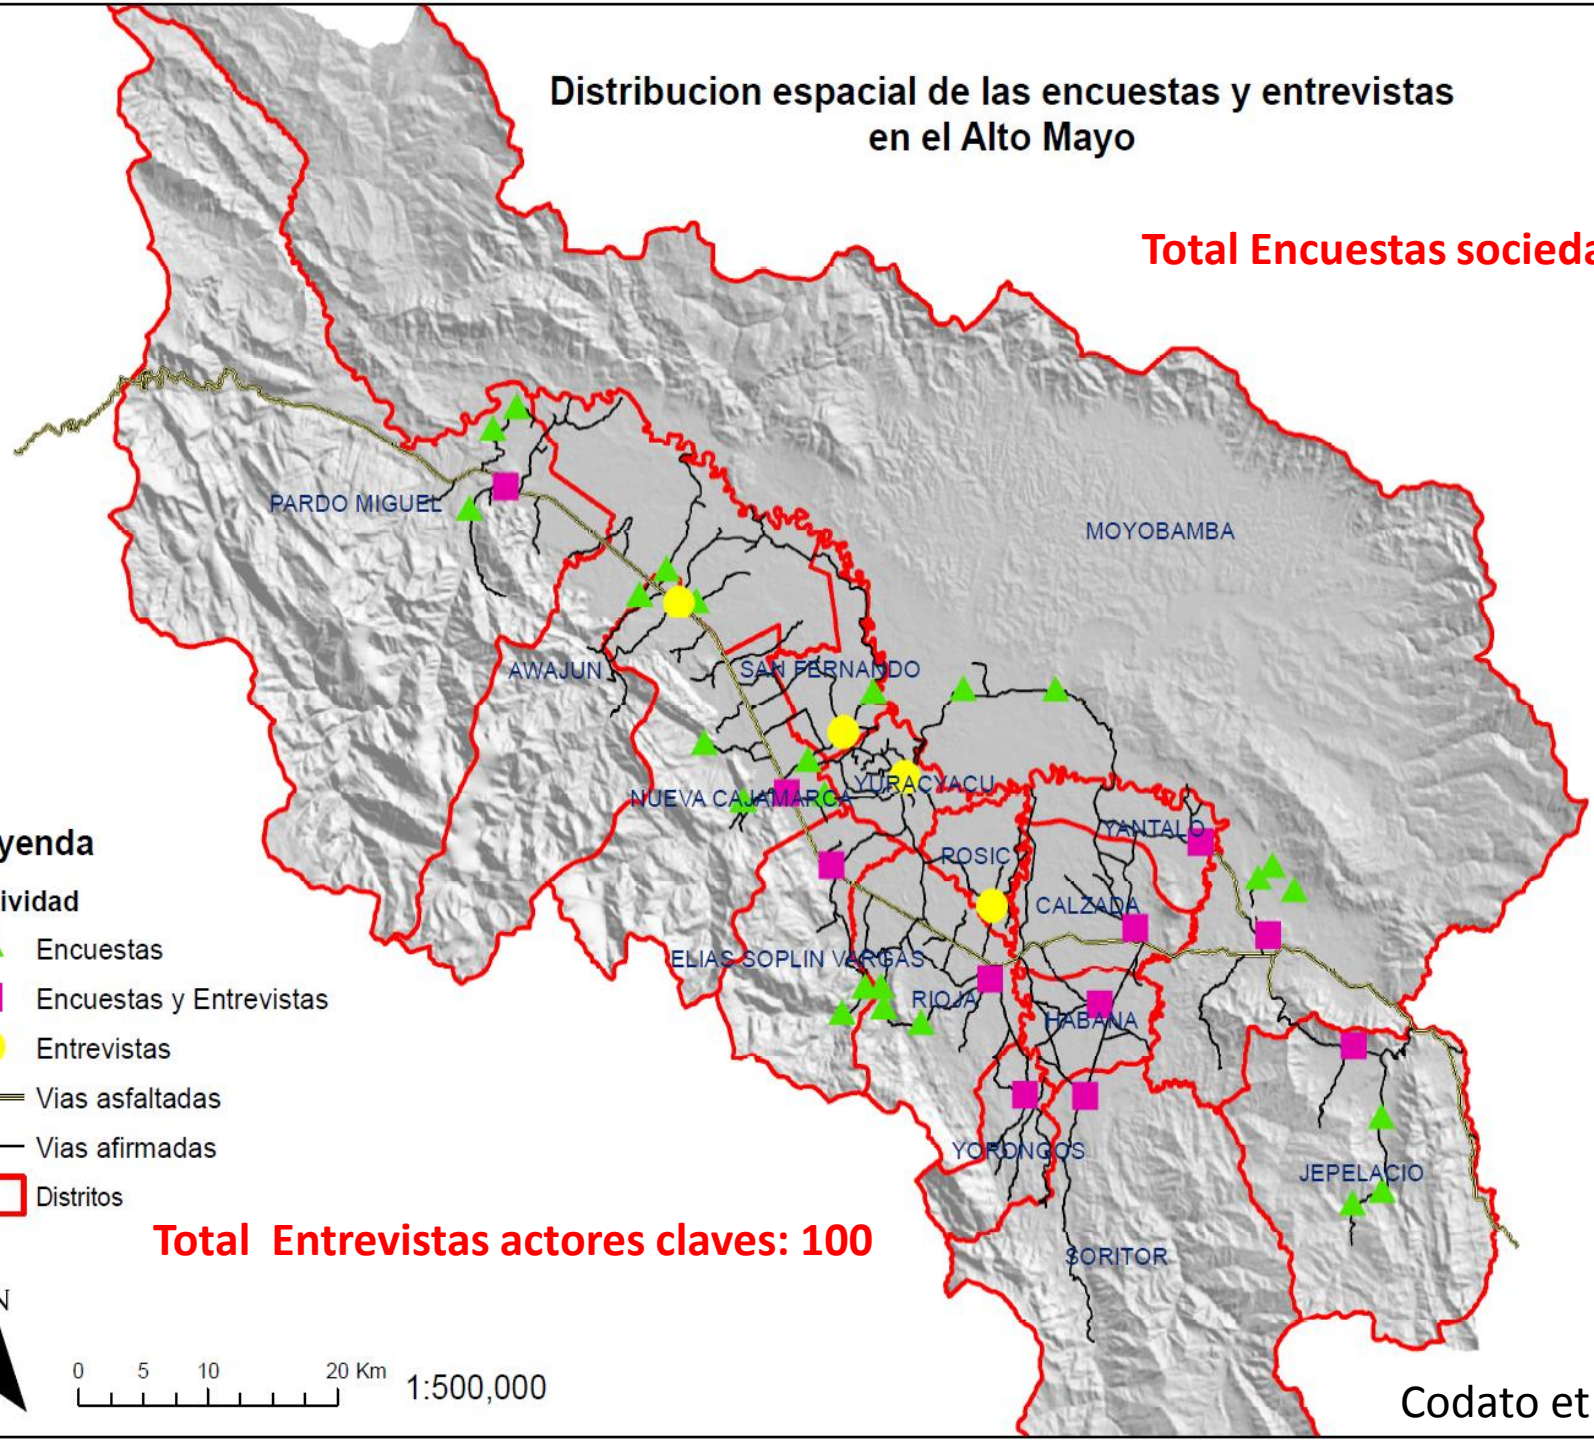 Distribucion espacial de las encuestas y entrevistas
en el Alto Mayo
Total Encuestas socieda
PARDO MIGUEL
MOYOBAMBA
AWAJUN
SAN FERNANDO
YURACYACU
NUEVA CAJAMARCA
YANTALO
ROSIC
CALZADA
ELIAS SOPLIN VARGAS
RIOJA
HABANA
YORONGOS
JEPELACIO
SORITOR
yenda
ividad
Encuestas
Encuestas y Entrevistas
Entrevistas
Vias asfaltadas
Vias afirmadas
Distritos
Total Entrevistas actores claves: 100
N
0 5 10 20 Km
1:500,000
Codato et